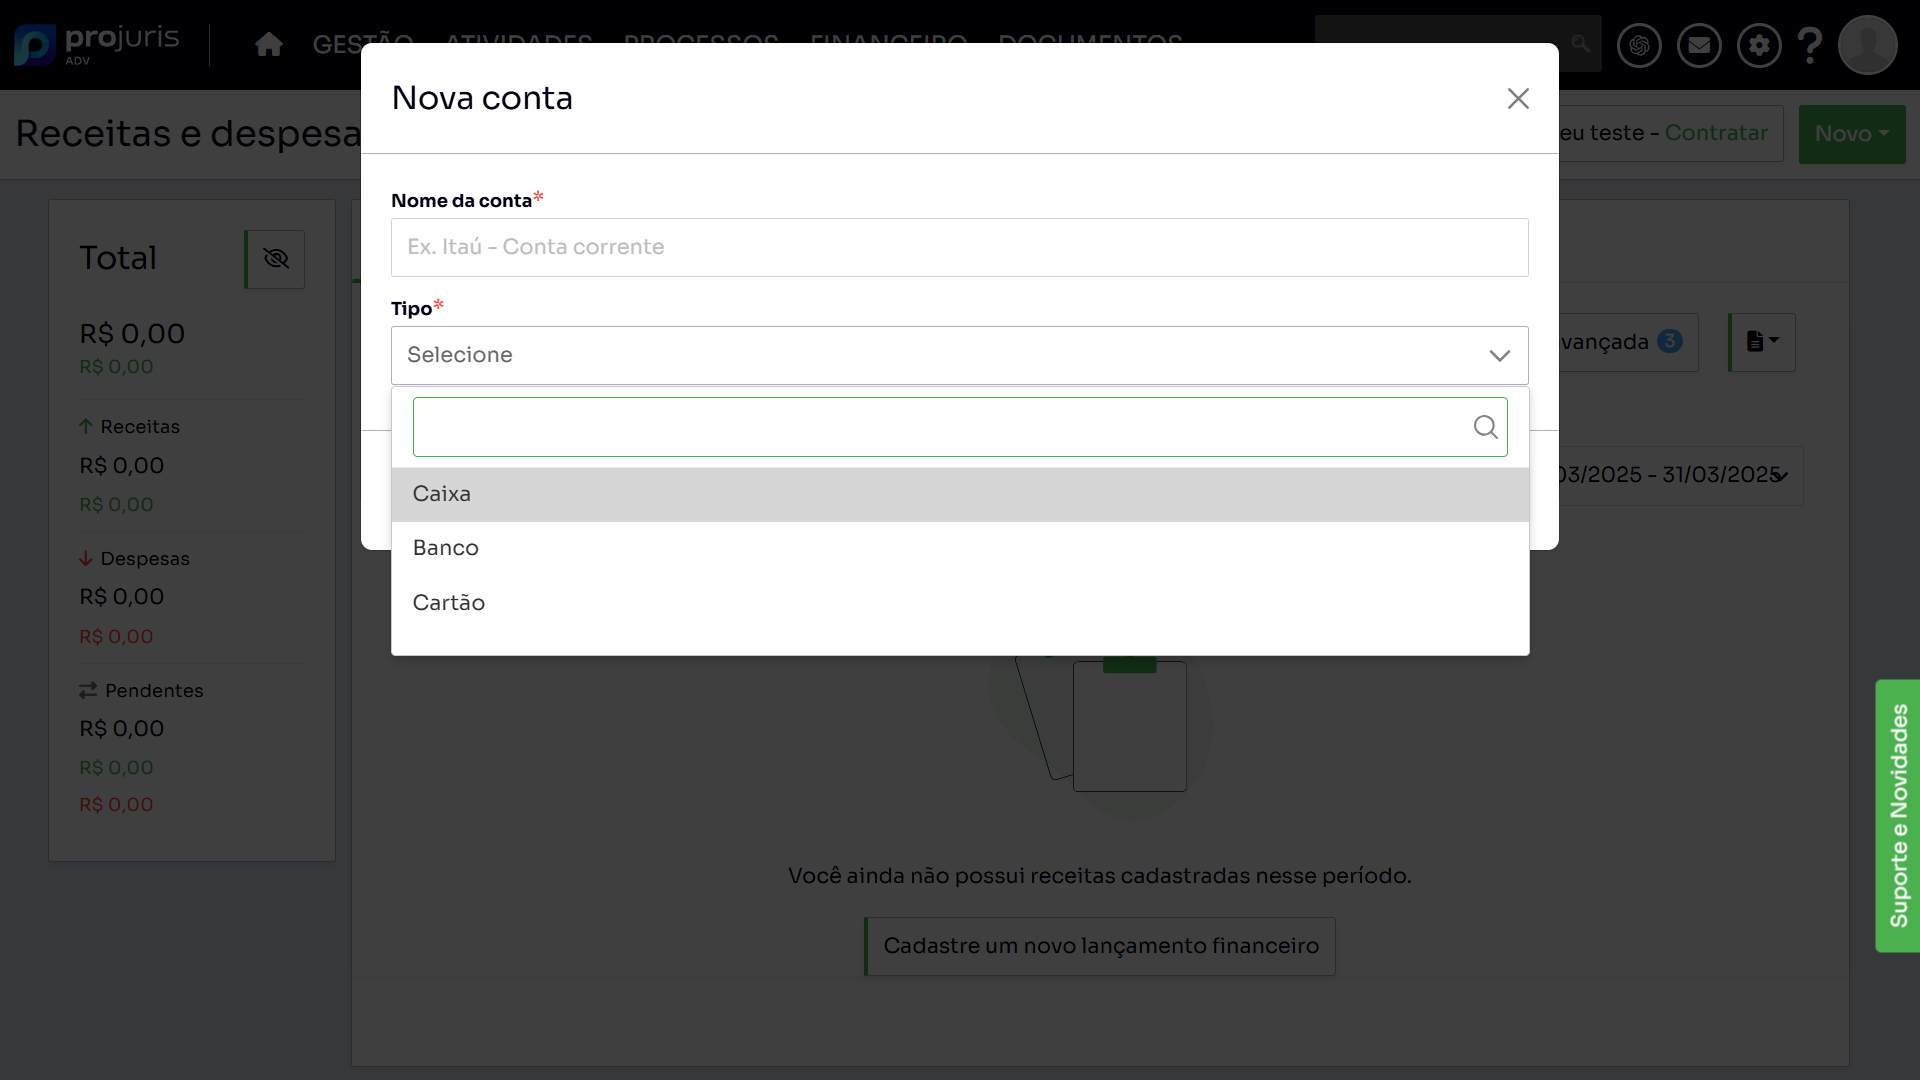 projuris
ADV
Nova conta
Receitas e despesa
eu teste - Contratar
Novo
Nome da conta*
Ex. Itaú - Conta corrente
Total
R$ 0,00
R$ 0,00
Tipo*
Selecione
vançada 3
Receitas
R$ 0,00
R$ 0,00
03/2025 - 31/03/2025
Caixa
Banco
Cartão
Despesas
R$ 0,00
R$ 0,00
Pendentes
R$ 0,00
R$ 0,00
R$ 0,00
Você ainda não possui receitas cadastradas nesse período.
Cadastre um novo lançamento financeiro
Suporte e Novidades
GESTÃO ATIVIDADES PROCESSOS FINANCEIRO DOCUMENTOS